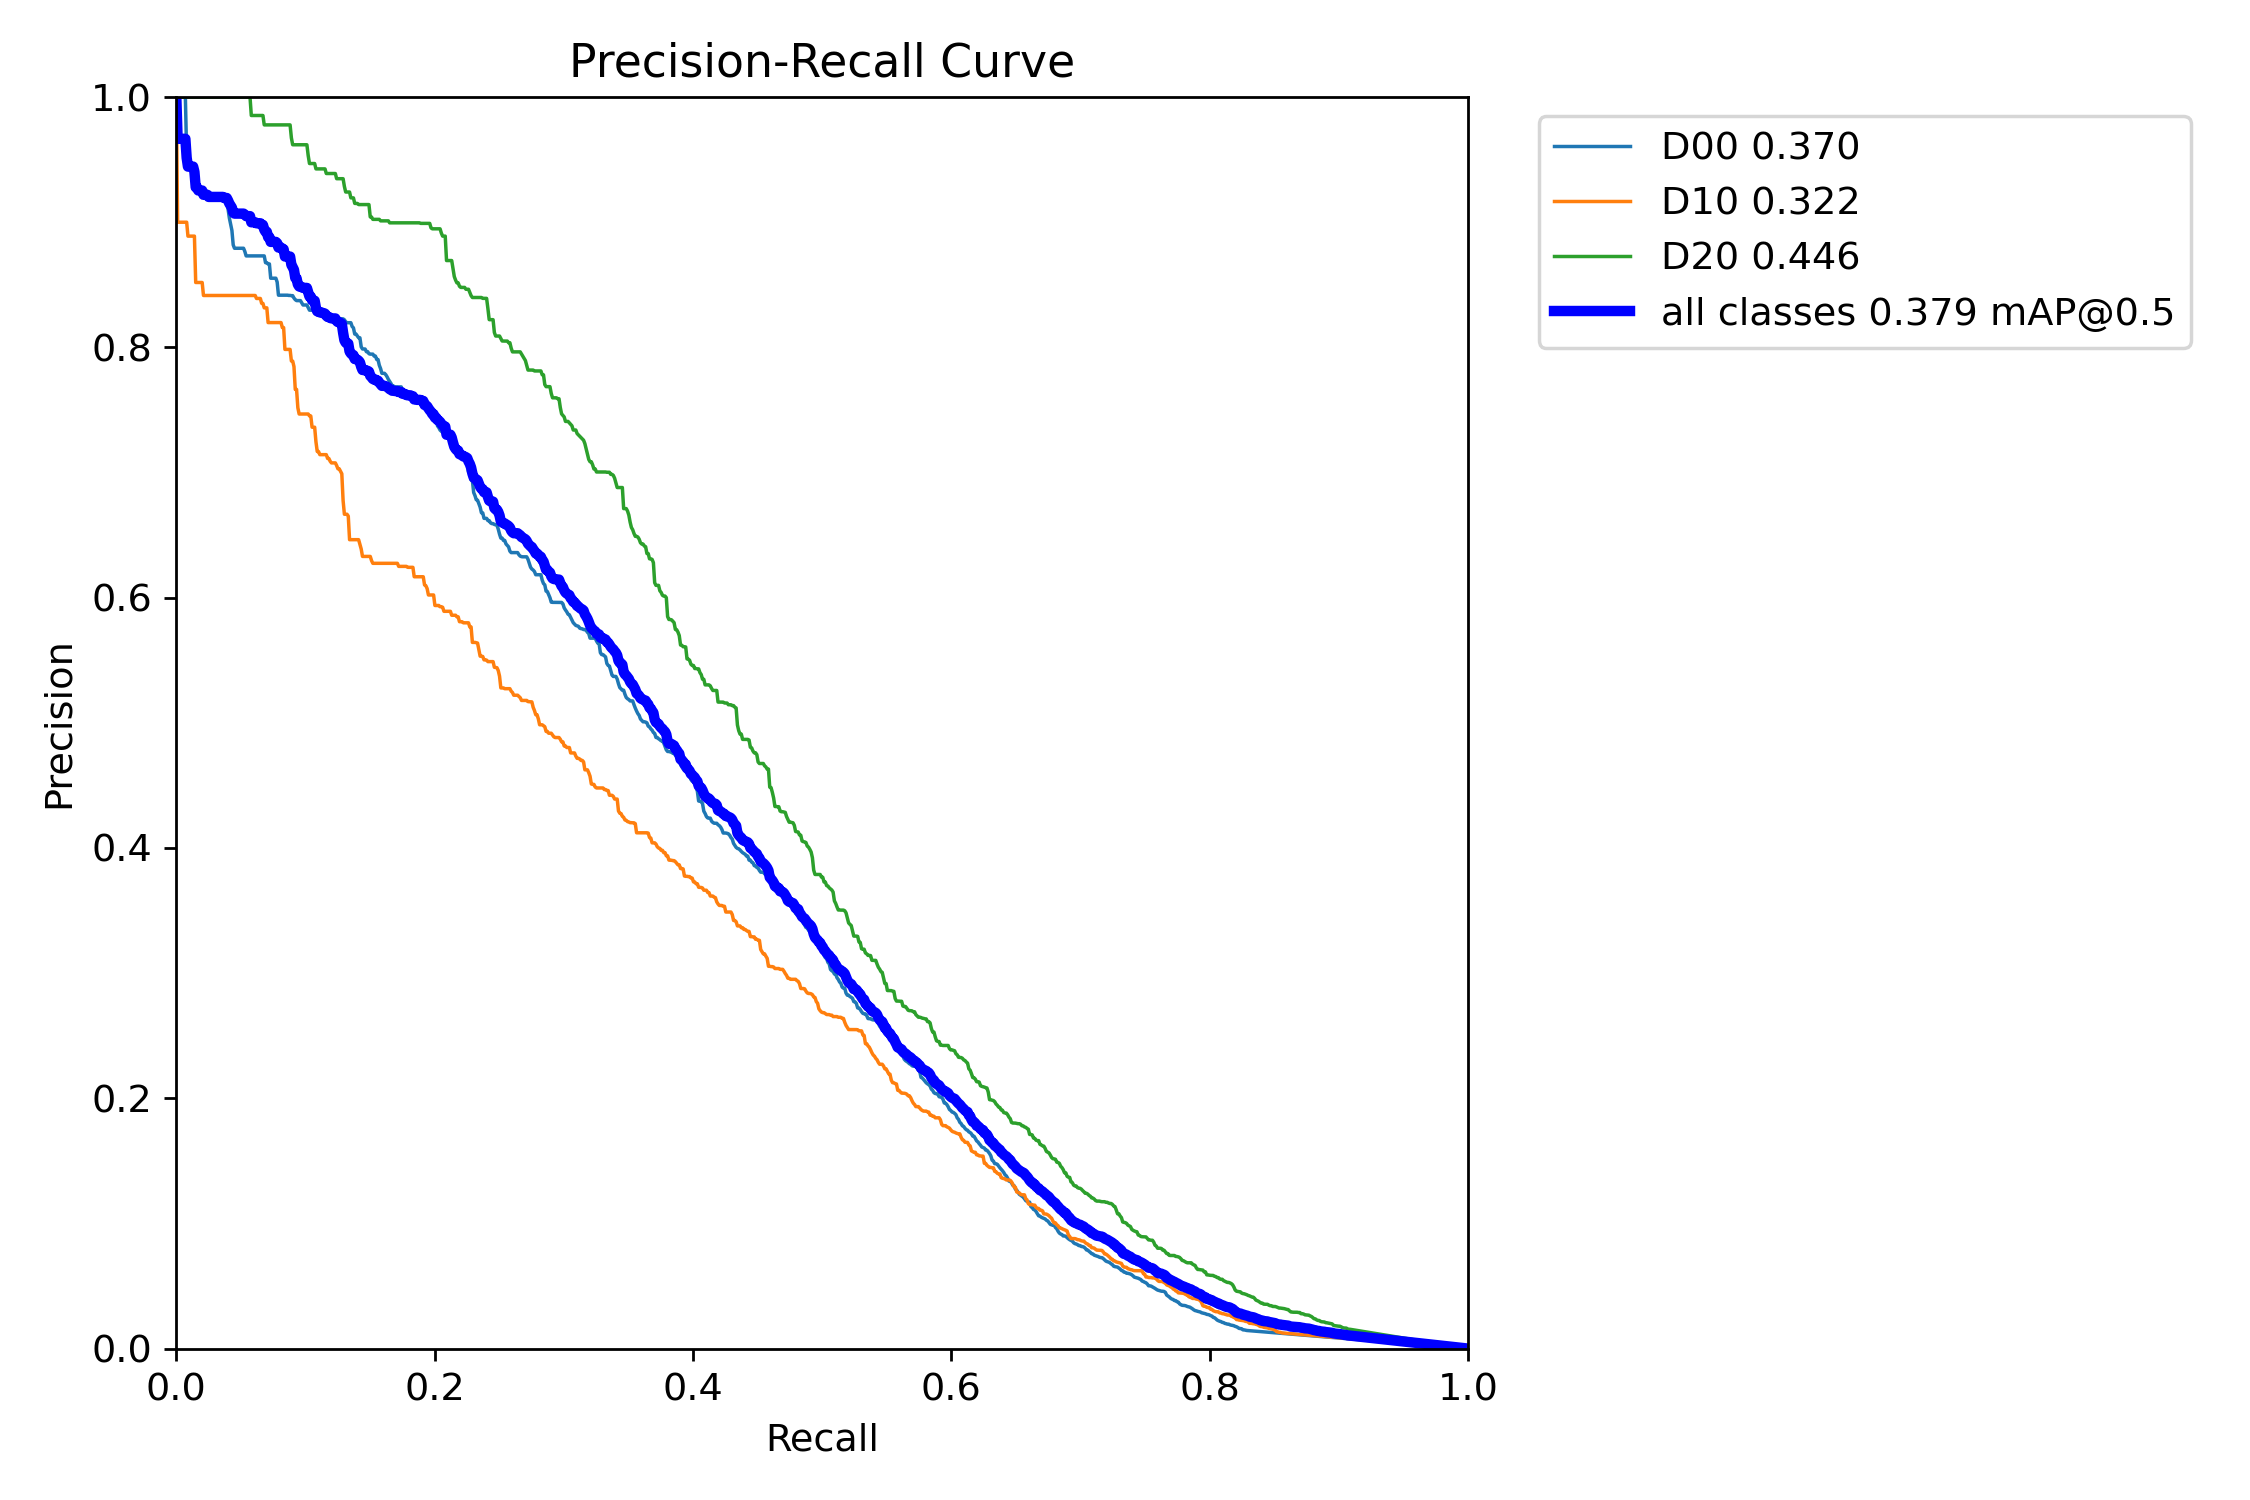 Precision-Recall Curve
1.0
0.8
0.6
0.4
0.2
0.0
Precision
0.0 0.2 0.4 0.6 0.8 1.0
Recall
D00 0.370
D10 0.322
D20 0.446
all classes 0.379 mAP@0.5